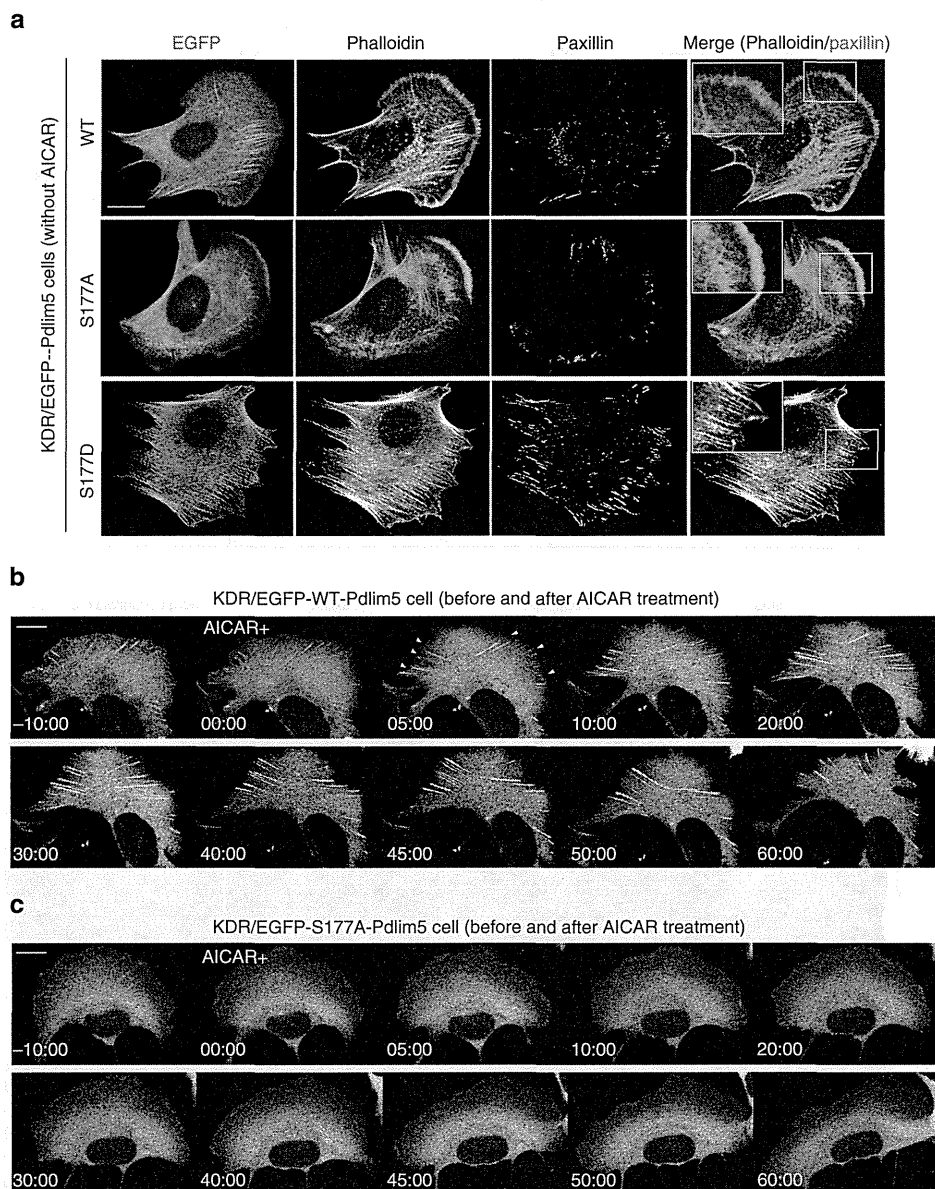 a
EGFP Phalloidin Paxillin Merge (Phalloidin/paxillin)
KDR/EGFP--Pdlim5 cells (without AICAR)
WT
S177A
S177D
b
KDR/EGFP-WT-Pdlim5 cell (before and after AICAR treatment)
AICAR+
–10:00 00:00 05:00 10:00 20:00
30:00 40:00 45:00 50:00 60:00
c
KDR/EGFP-S177A-Pdlim5 cell (before and after AICAR treatment)
AICAR+
–10:00 00:00 05:00 10:00 20:00
30:00 40:00 45:00 50:00 60:00